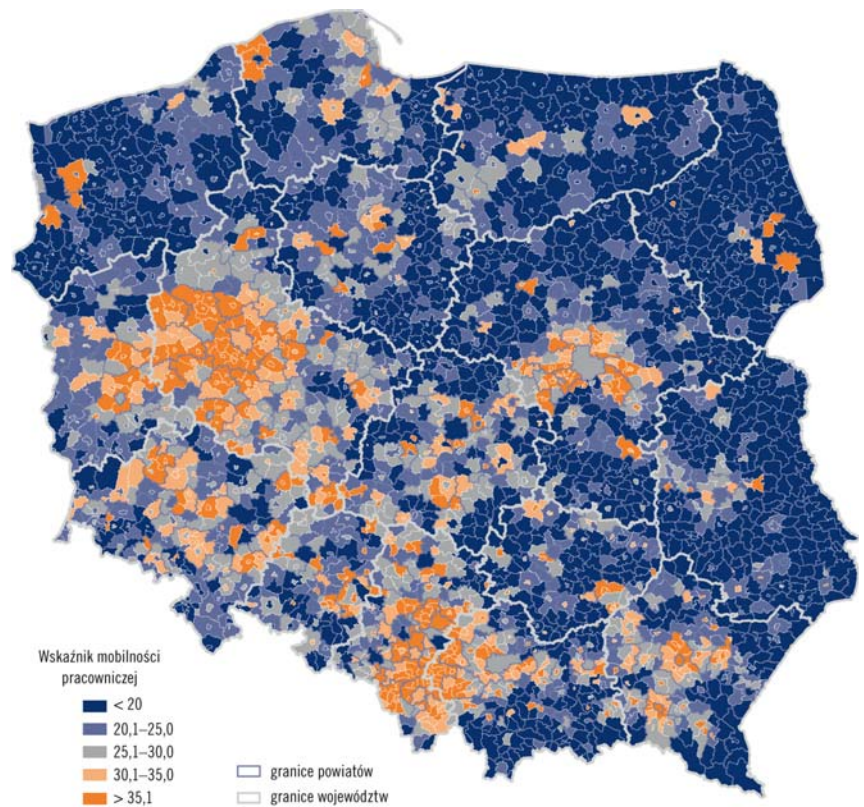 Wskaźnik mobilności
pracowniczej
< 20
20,1–25,0
25,1–30,0
30,1–35,0
> 35,1
granice powiatów
granice województw